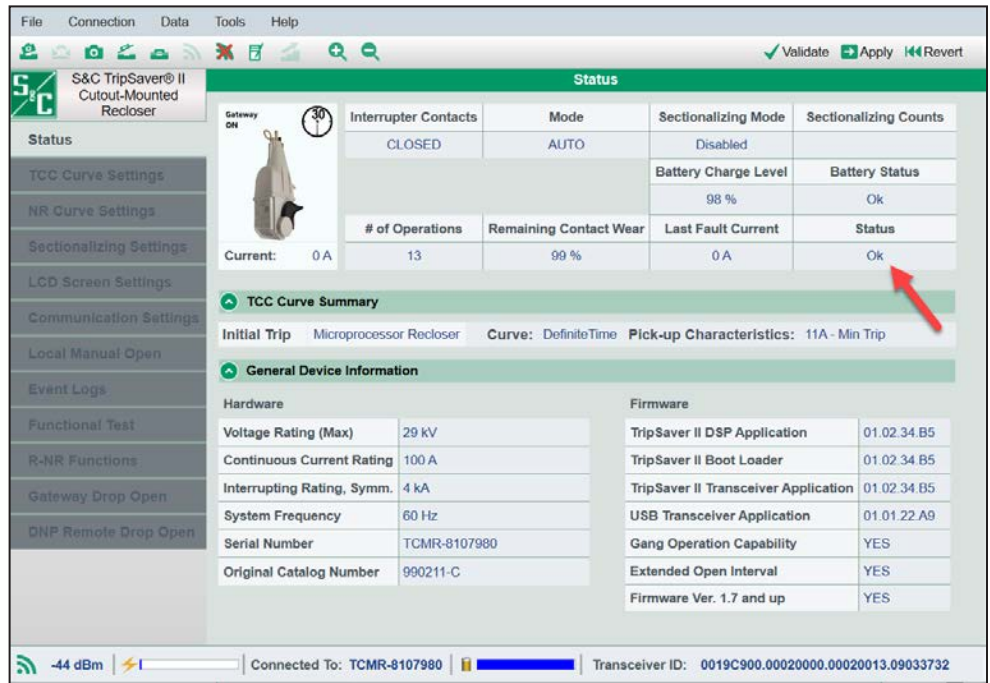 File Connection Data Tools Help
Validate Apply Revert
S&C
S&C TripSaver® II
Cutout-Mounted
Recloser
Status
TCC Curve Settings
NR Curve Settings
Sectionalizing Settings
LCD Screen Settings
Communication Settings
Local Manual Open
Event Logs
Functional Test
R-NR Functions
Gateway Drop Open
DNP Remote Drop Open
Status
Gateway
ON
30
Current: 0 A
Interrupter Contacts Mode Sectionalizing Mode Sectionalizing Counts
CLOSED AUTO Disabled
Battery Charge Level Battery Status
98 % Ok
# of Operations Remaining Contact Wear Last Fault Current Status
13 99 % 0 A Ok
TCC Curve Summary
Initial Trip Microprocessor Recloser Curve: DefiniteTime Pick-up Characteristics: 11A - Min Trip
General Device Information
Hardware
Voltage Rating (Max) 29 kV
Continuous Current Rating 100 A
Interrupting Rating, Symm. 4 kA
System Frequency 60 Hz
Serial Number TCMR-8107980
Original Catalog Number 990211-C
Firmware
TripSaver II DSP Application 01.02.34.B5
TripSaver II Boot Loader 01.02.34.B5
TripSaver II Transceiver Application 01.02.34.B5
USB Transceiver Application 01.01.22.A9
Gang Operation Capability YES
Extended Open Interval YES
Firmware Ver. 1.7 and up YES
-44 dBm Connected To: TCMR-8107980 Transceiver ID: 0019C900.00020000.00020013.09033732